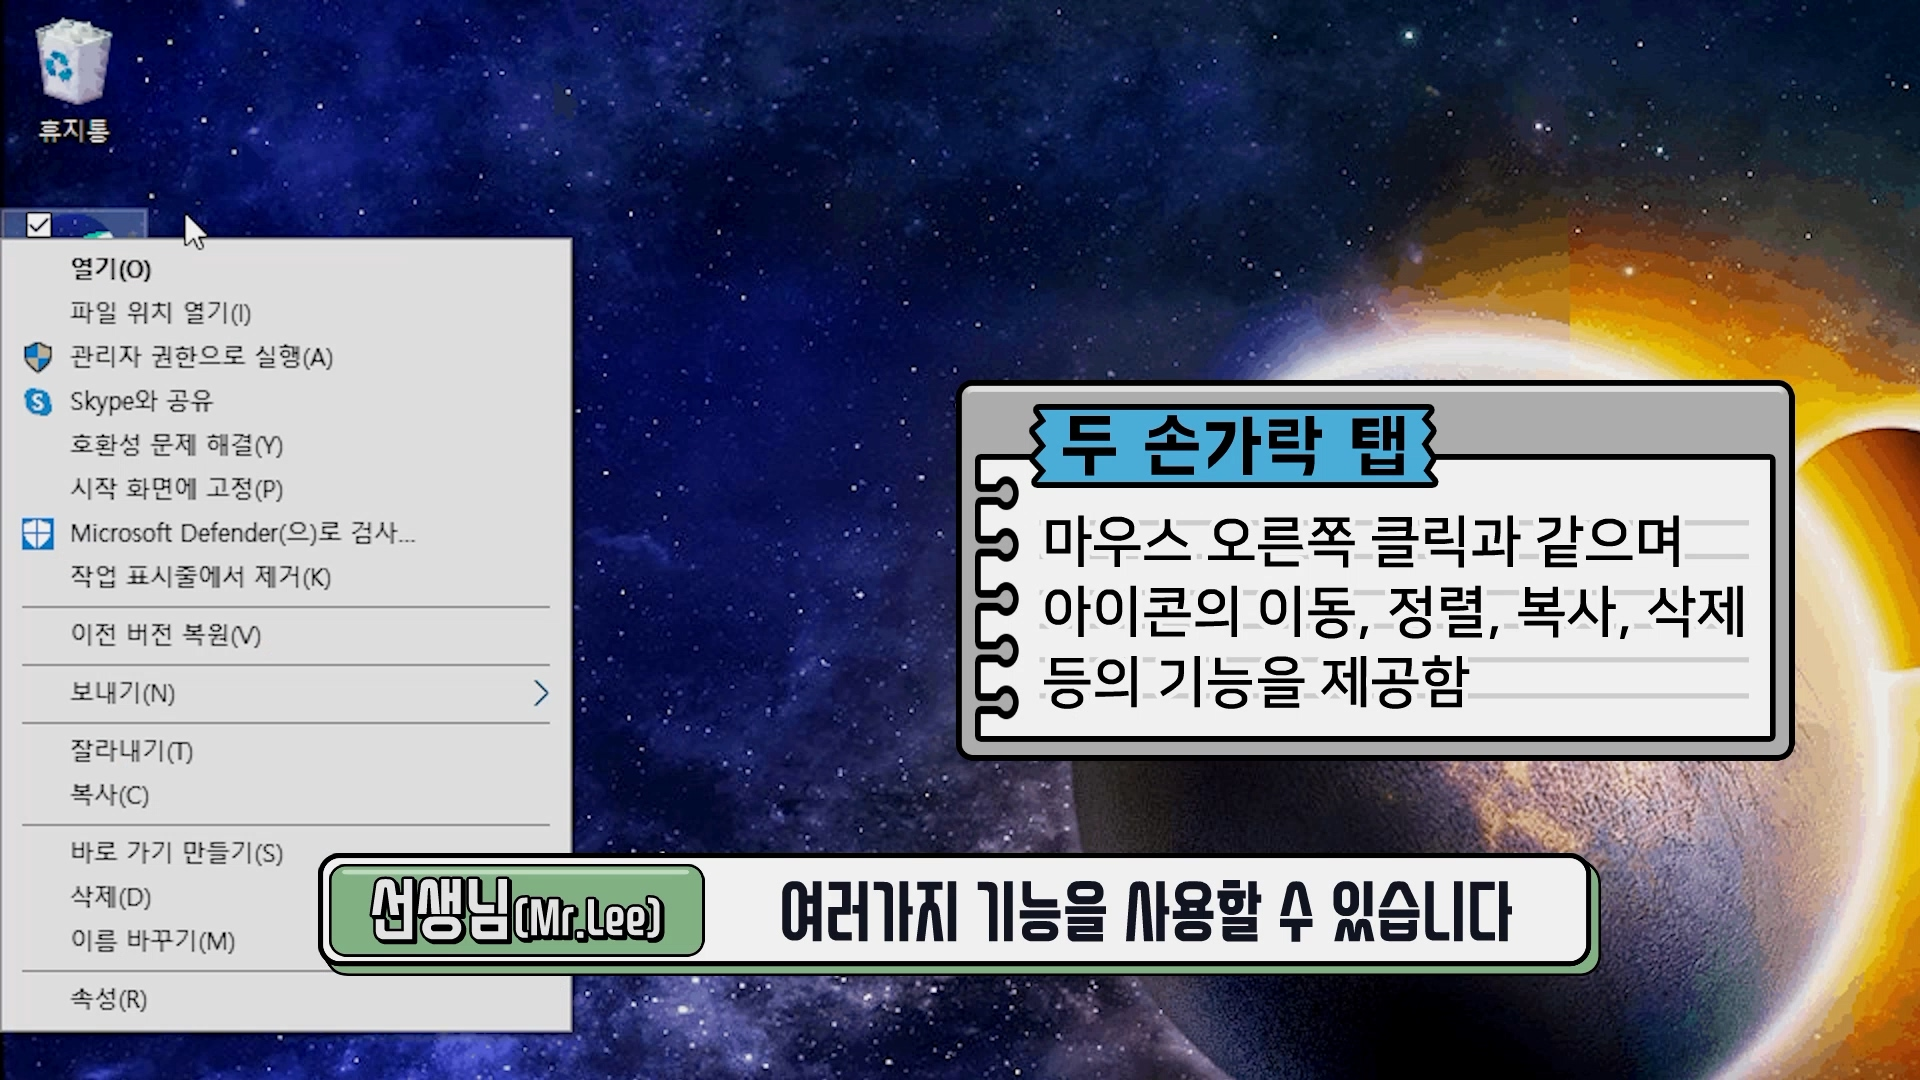 휴지통
열기(O)
파일 위치 열기(I)
관리자 권한으로 실행(A)
Skype와 공유
호환성 문제 해결(Y)
시작 화면에 고정(P)
Microsoft Defender(으)로 검사...
작업 표시줄에서 제거(K)
이전 버전 복원(V)
보내기(N)
잘라내기(T)
복사(C)
바로 가기 만들기(S)
삭제(D)
이름 바꾸기(M)
속성(R)
두 손가락 탭
마우스 오른쪽 클릭과 같으며
아이콘의 이동, 정렬, 복사, 삭제
등의 기능을 제공함
선생님(Mr.Lee) 여러가지 기능을 사용할 수 있습니다